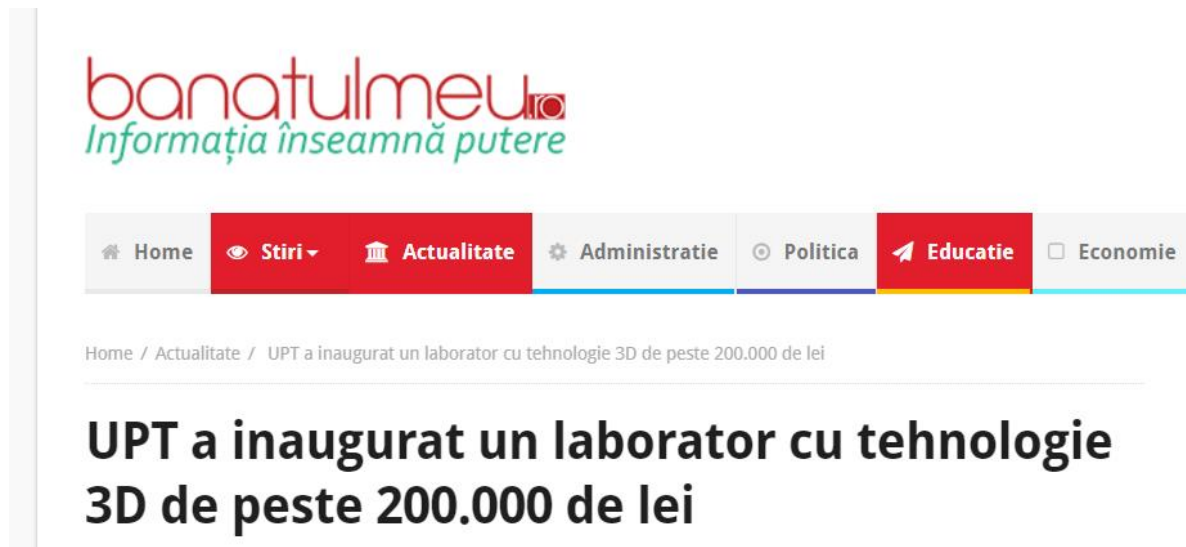 banatulmeu.ro
Informația înseamnă putere
Home Stiri Actualitate Administratie Politica Educatie Economie
Home / Actualitate / UPT a inaugurat un laborator cu tehnologie 3D de peste 200.000 de lei
UPT a inaugurat un laborator cu tehnologie
3D de peste 200.000 de lei